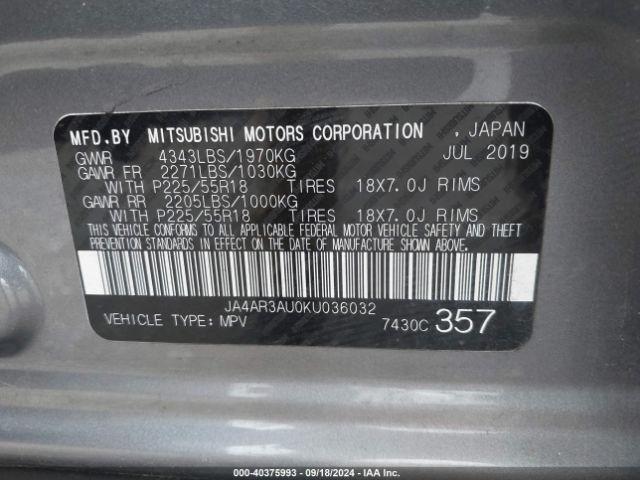 MFD.BY MITSUBISHI MOTORS CORPORATION , JAPAN
GVWR 4343LBS/1970KG JUL 2019
GAWR FR 2271LBS/1030KG
WITH P225/55R18 TIRES 18X7.0J RIMS
GAWR RR 2205LBS/1000KG
WITH P225/55R18 TIRES 18X7.0J RIMS
THIS VEHICLE CONFORMS TO ALL APPLICABLE FEDERAL MOTOR VEHICLE SAFETY AND THEFT
PREVENTION STANDARDS IN EFFECT ON THE DATE OF MANUFACTURE SHOWN ABOVE.
JA4AR3AU0KU036032
VEHICLE TYPE: MPV 7430C 357
000-40375993 - 09/18/2024 - IAA Inc.